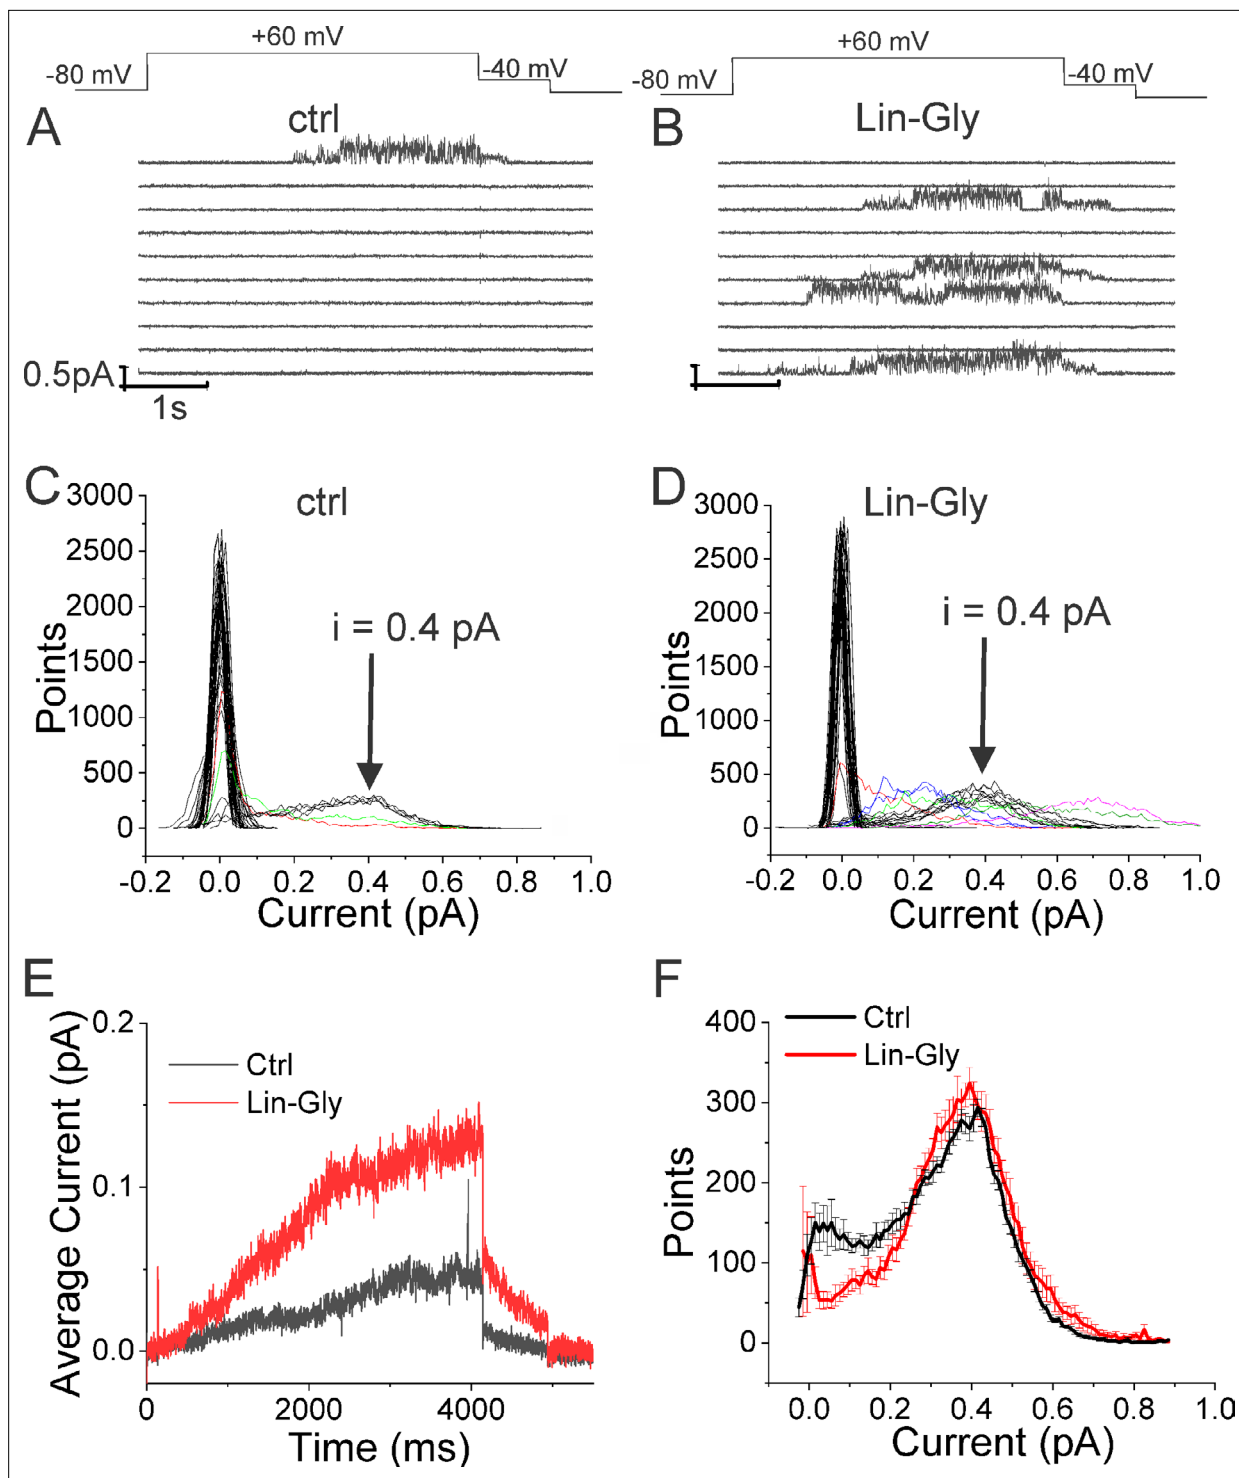 +60 mV
-80 mV
-40 mV
+60 mV
-80 mV
-40 mV
A
ctrl
B
Lin-Gly
0.5pA
1s
C
ctrl
3000
2500
2000
1500
1000
500
0
Points
i = 0.4 pA
-0.2 0.0 0.2 0.4 0.6 0.8 1.0
Current (pA)
D
Lin-Gly
3000
2500
2000
1500
1000
500
0
Points
i = 0.4 pA
-0.2 0.0 0.2 0.4 0.6 0.8 1.0
Current (pA)
E
0.2
0.1
0.0
Average Current (pA)
Ctrl
Lin-Gly
0 2000 4000
Time (ms)
F
400
300
200
100
0
Points
Ctrl
Lin-Gly
0.0 0.2 0.4 0.6 0.8 1.0
Current (pA)